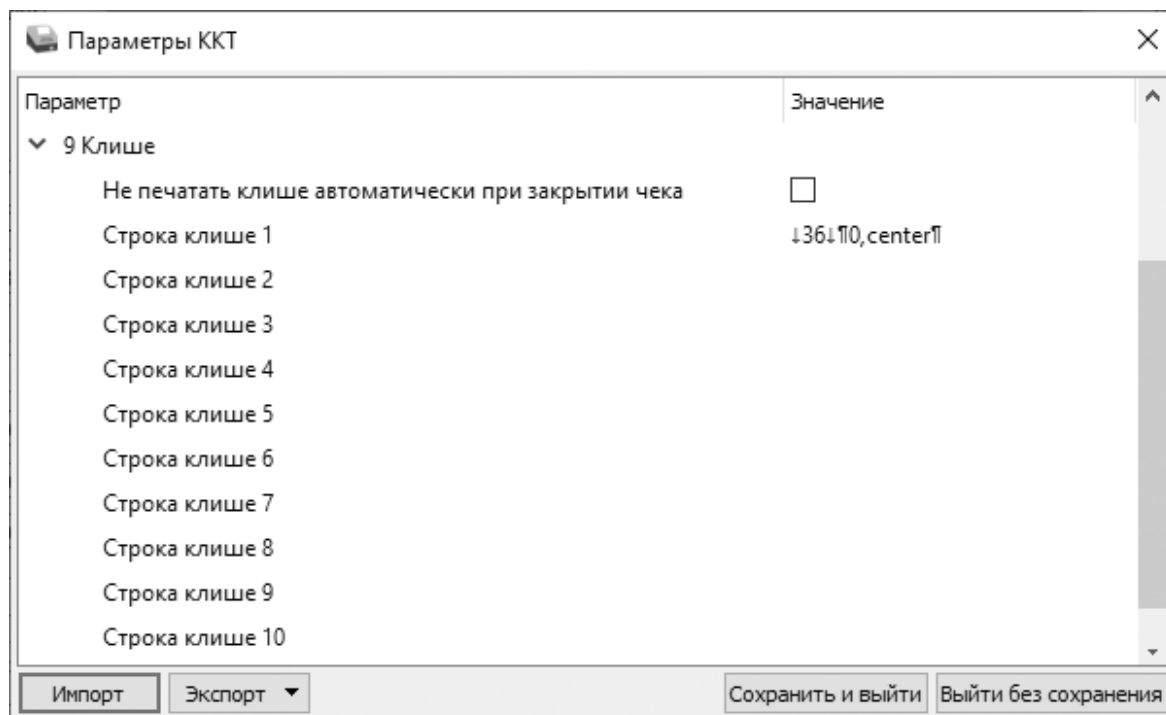 Параметры ККТ
Параметр Значение
9 Клише
Не печатать клише автоматически при закрытии чека
Строка клише 1 ↓36↓¶0,center¶
Строка клише 2
Строка клише 3
Строка клише 4
Строка клише 5
Строка клише 6
Строка клише 7
Строка клише 8
Строка клише 9
Строка клише 10
Импорт Экспорт Сохранить и выйти Выйти без сохранения